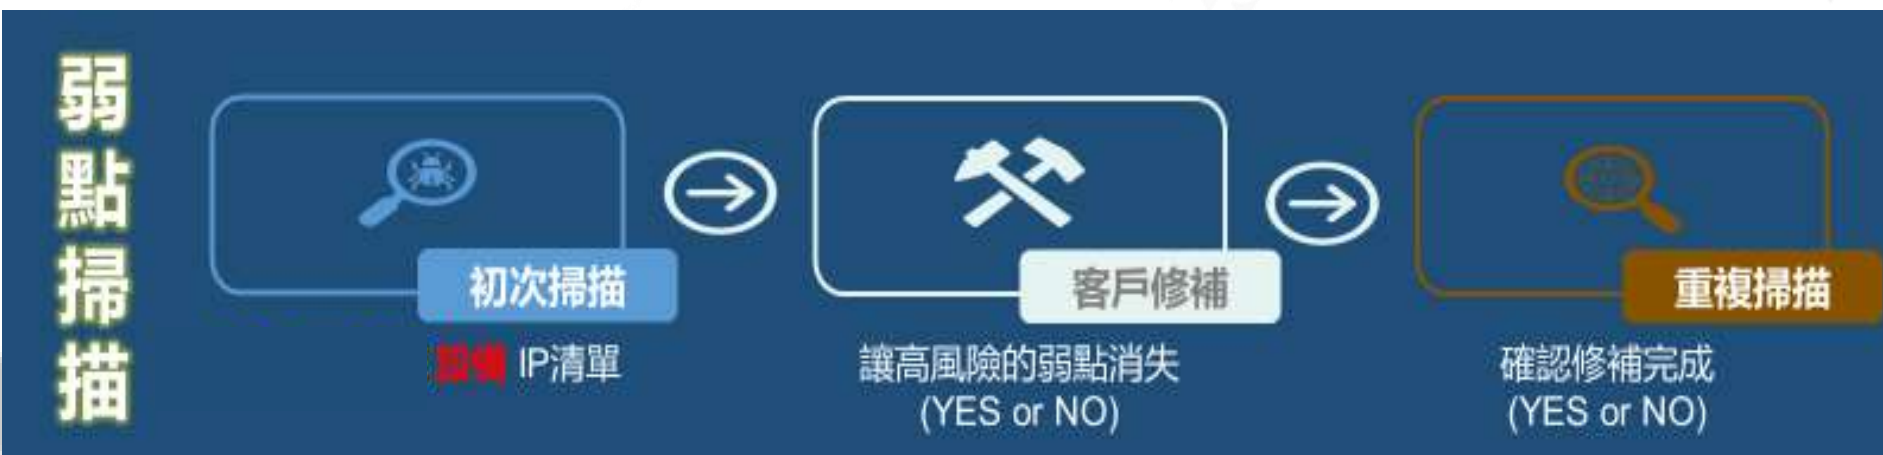 弱點掃描
初次掃描
設備 IP清單
客戶修補
讓高風險的弱點消失
(YES or NO)
重複掃描
確認修補完成
(YES or NO)